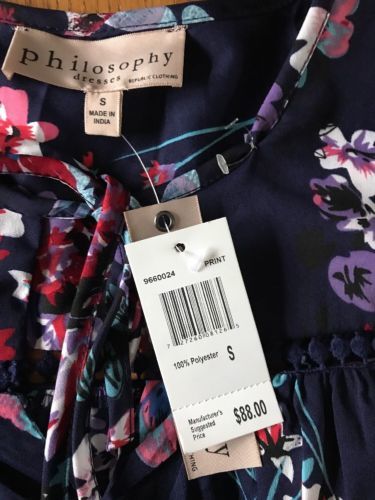 philosophy
dresses REPUBLIC CLOTHING
S
MADE IN
INDIA
9660024 PRINT
100% Polyester S
Manufacturer's
Suggested
Price
$88.00